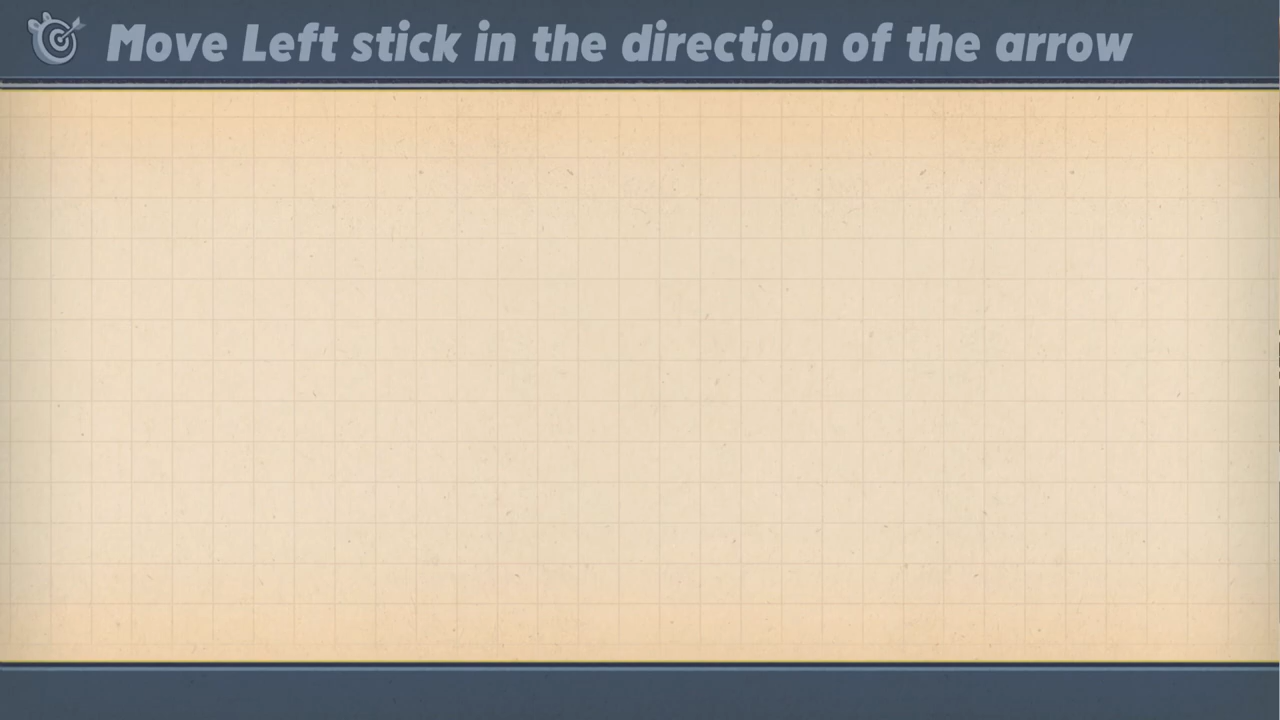 Move Left stick in the direction of the arrow